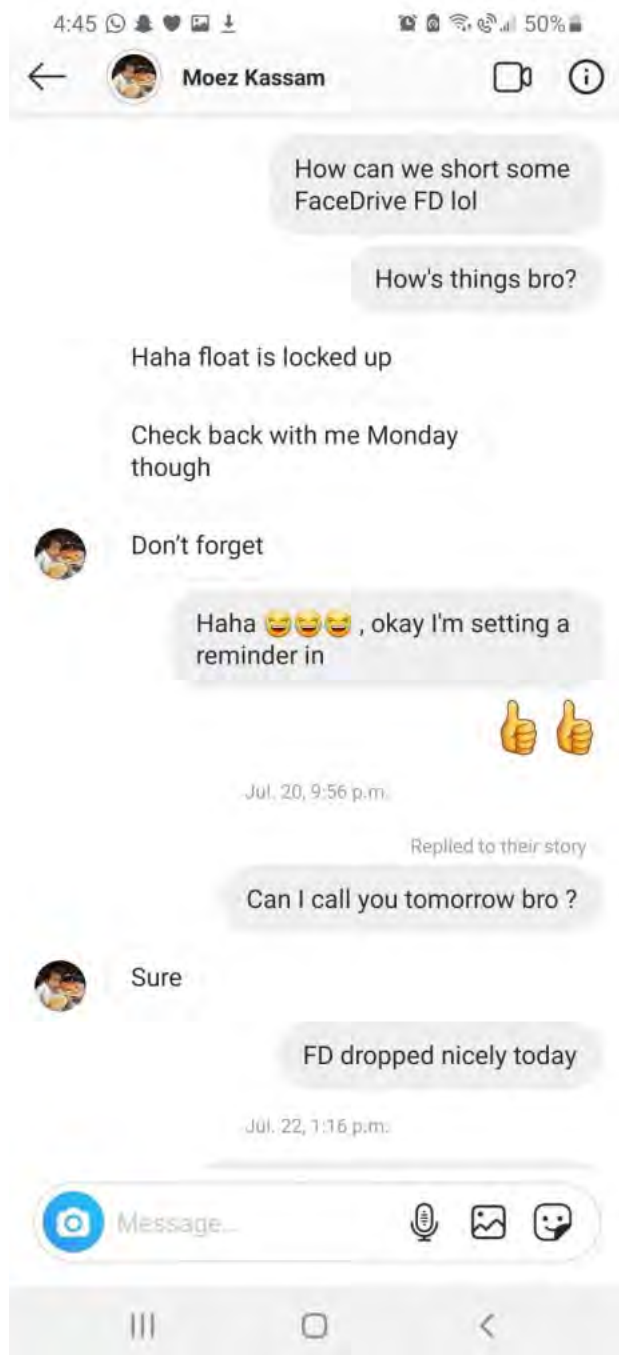 4:45
50%
Moez Kassam
How can we short some
FaceDrive FD lol
How's things bro?
Haha float is locked up
Check back with me Monday
though
Don't forget
Haha 😂😂😂 , okay I'm setting a
reminder in
👍👍
Jul. 20, 9:56 p.m.
Replied to their story
Can I call you tomorrow bro ?
Sure
FD dropped nicely today
Jul. 22, 1:16 p.m.
Message...